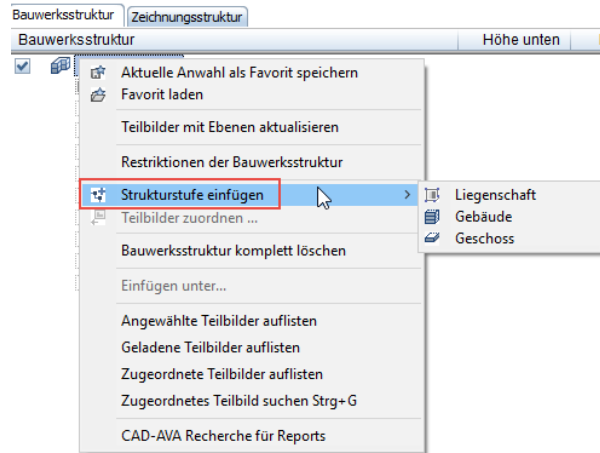 Bauwerksstruktur Zeichnungsstruktur
Bauwerksstruktur Höhe unten
Aktuelle Anwahl als Favorit speichern
Favorit laden
Teilbilder mit Ebenen aktualisieren
Restriktionen der Bauwerksstruktur
Strukturstufe einfügen
Liegenschaft
Teilbilder zuordnen ...
Gebäude
Geschoss
Bauwerksstruktur komplett löschen
Einfügen unter...
Angewählte Teilbilder auflisten
Geladene Teilbilder auflisten
Zugeordnete Teilbilder auflisten
Zugeordnetes Teilbild suchen Strg+G
CAD-AVA Recherche für Reports